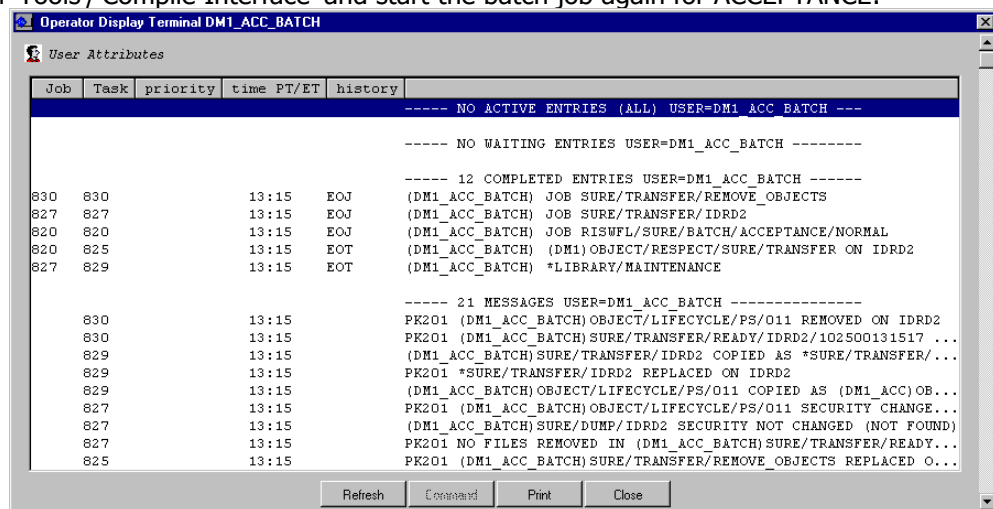 Tools / Compile Interface and start the batch job again for ACCEPTANCE.
Operator Display Terminal DM1_ACC_BATCH
User Attributes
Job Task priority time PT/ET history
----- NO ACTIVE ENTRIES (ALL) USER=DM1_ACC_BATCH ---
----- NO WAITING ENTRIES USER=DM1_ACC_BATCH --------
----- 12 COMPLETED ENTRIES USER=DM1_ACC_BATCH ------
830 830 13:15 EOJ (DM1_ACC_BATCH) JOB SURE/TRANSFER/REMOVE_OBJECTS
827 827 13:15 EOJ (DM1_ACC_BATCH) JOB SURE/TRANSFER/IDRD2
820 820 13:15 EOJ (DM1_ACC_BATCH) JOB RISWFL/SURE/BATCH/ACCEPTANCE/NORMAL
820 825 13:15 EOT (DM1_ACC_BATCH) (DM1)OBJECT/RESPECT/SURE/TRANSFER ON IDRD2
827 829 13:15 EOT (DM1_ACC_BATCH) *LIBRARY/MAINTENANCE
----- 21 MESSAGES USER=DM1_ACC_BATCH ---------------
830 13:15 PK201 (DM1_ACC_BATCH)OBJECT/LIFECYCLE/PS/011 REMOVED ON IDRD2
830 13:15 PK201 (DM1_ACC_BATCH)SURE/TRANSFER/READY/IDRD2/102500131517 ...
829 13:15 (DM1_ACC_BATCH)SURE/TRANSFER/IDRD2 COPIED AS *SURE/TRANSFER/...
829 13:15 PK201 *SURE/TRANSFER/IDRD2 REPLACED ON IDRD2
829 13:15 (DM1_ACC_BATCH)OBJECT/LIFECYCLE/PS/011 COPIED AS (DM1_ACC)OB...
827 13:15 PK201 (DM1_ACC_BATCH)OBJECT/LIFECYCLE/PS/011 SECURITY CHANGE...
827 13:15 (DM1_ACC_BATCH)SURE/DUMP/IDRD2 SECURITY NOT CHANGED (NOT FOUND)
827 13:15 PK201 NO FILES REMOVED IN (DM1_ACC_BATCH)SURE/TRANSFER/READY...
825 13:15 PK201 (DM1_ACC_BATCH)SURE/TRANSFER/REMOVE_OBJECTS REPLACED O...
Refresh Command Print Close